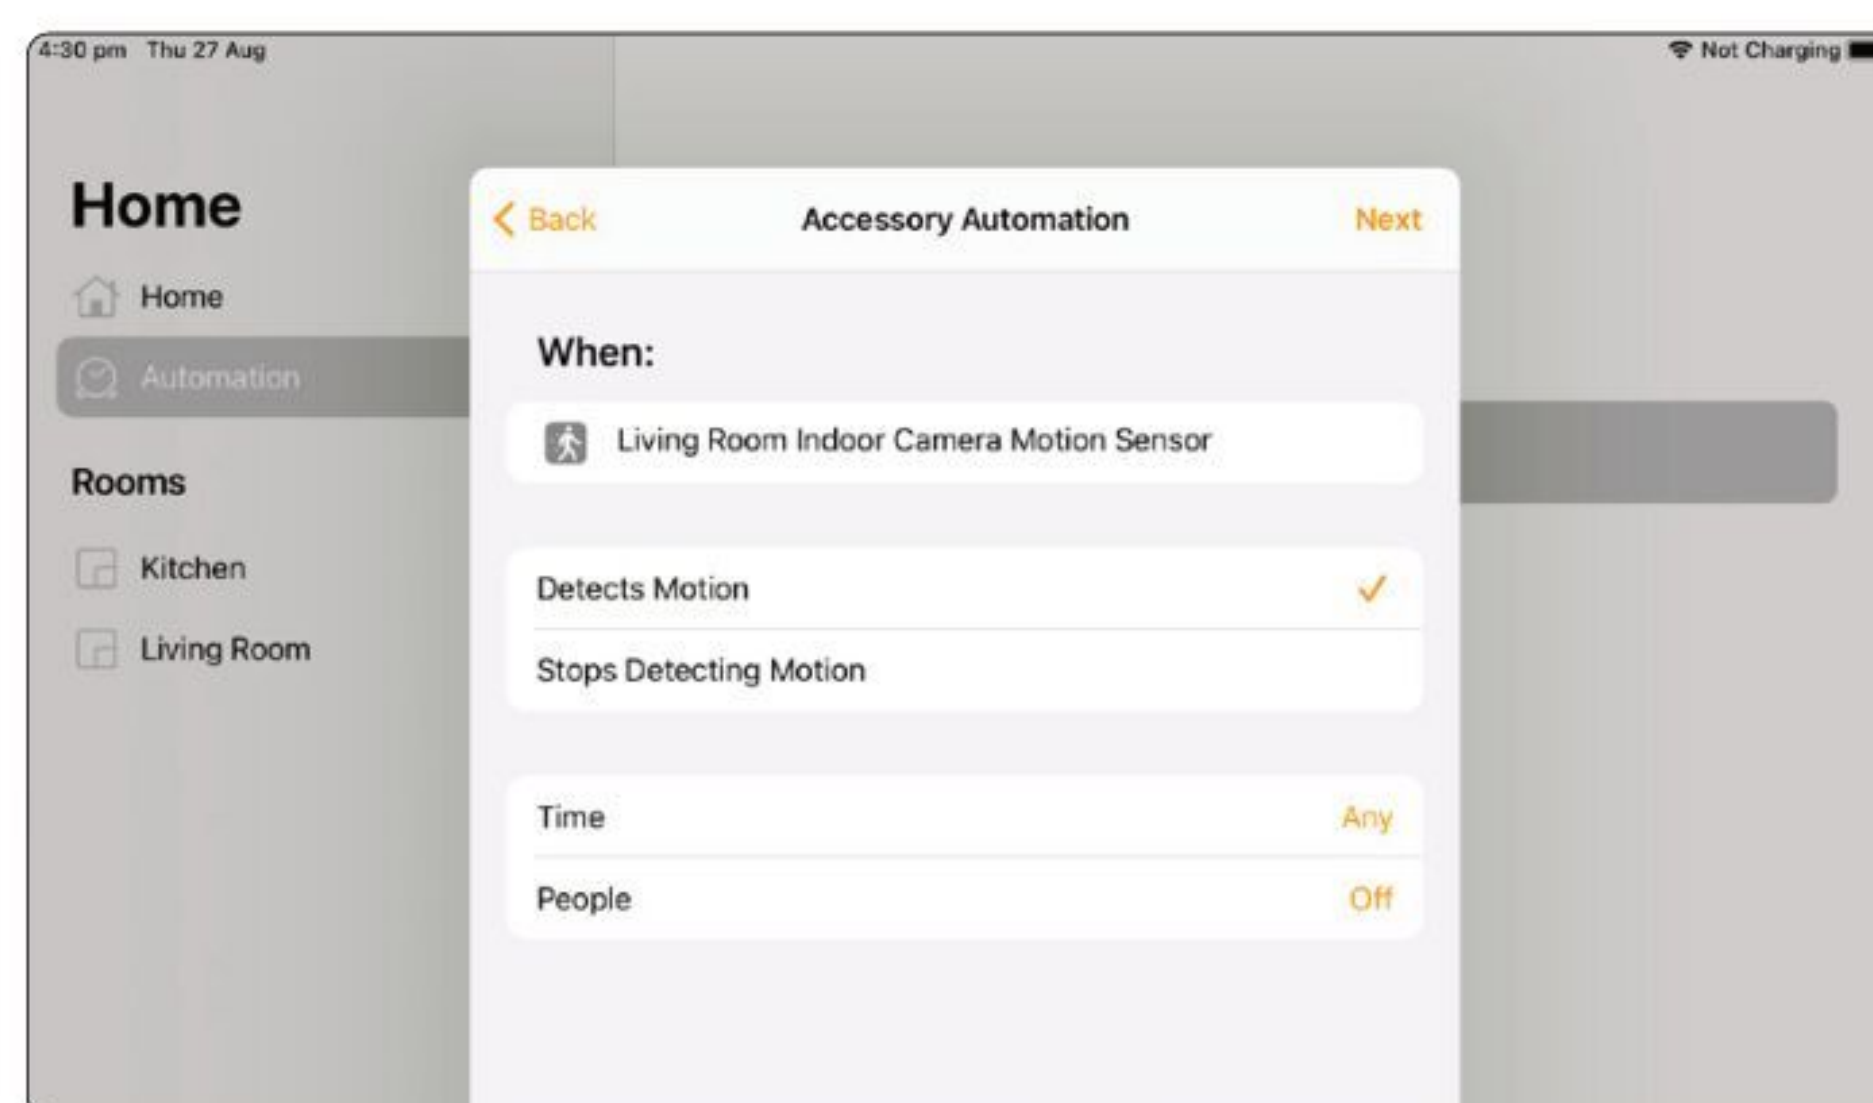 4:30 pm Thu 27 Aug
Not Charging
Home
Home
Automation
Rooms
Kitchen
Living Room
Back
Accessory Automation
Next
When:
Living Room Indoor Camera Motion Sensor
Detects Motion
Stops Detecting Motion
Time
Any
People
Off